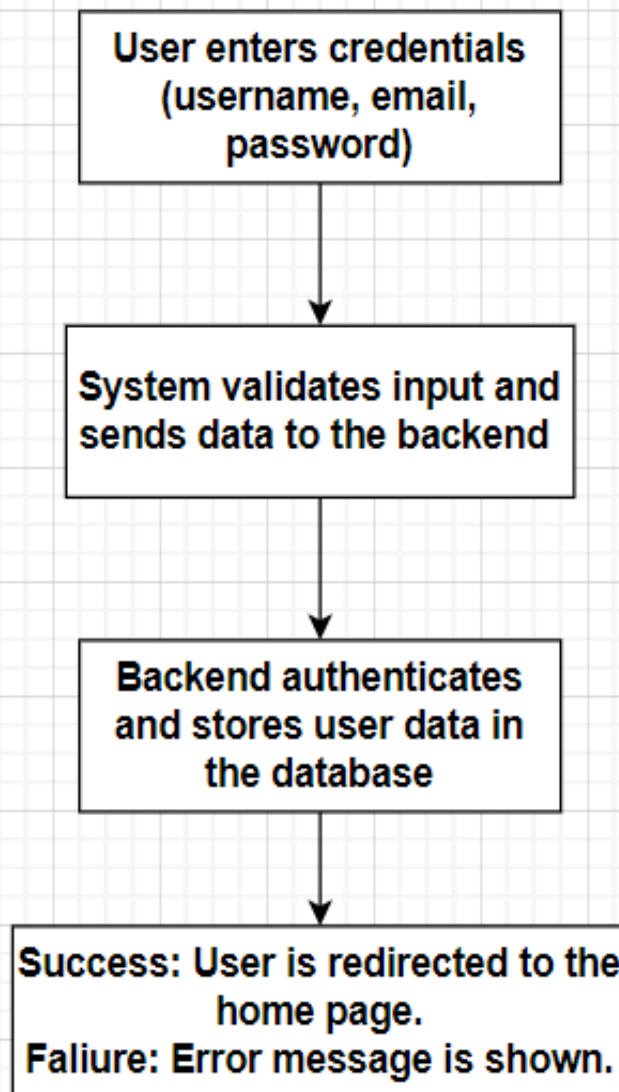 User enters credentials
(username, email,
password)
System validates input and
sends data to the backend
Backend authenticates
and stores user data in
the database
Success: User is redirected to the
home page.
Faliure: Error message is shown.